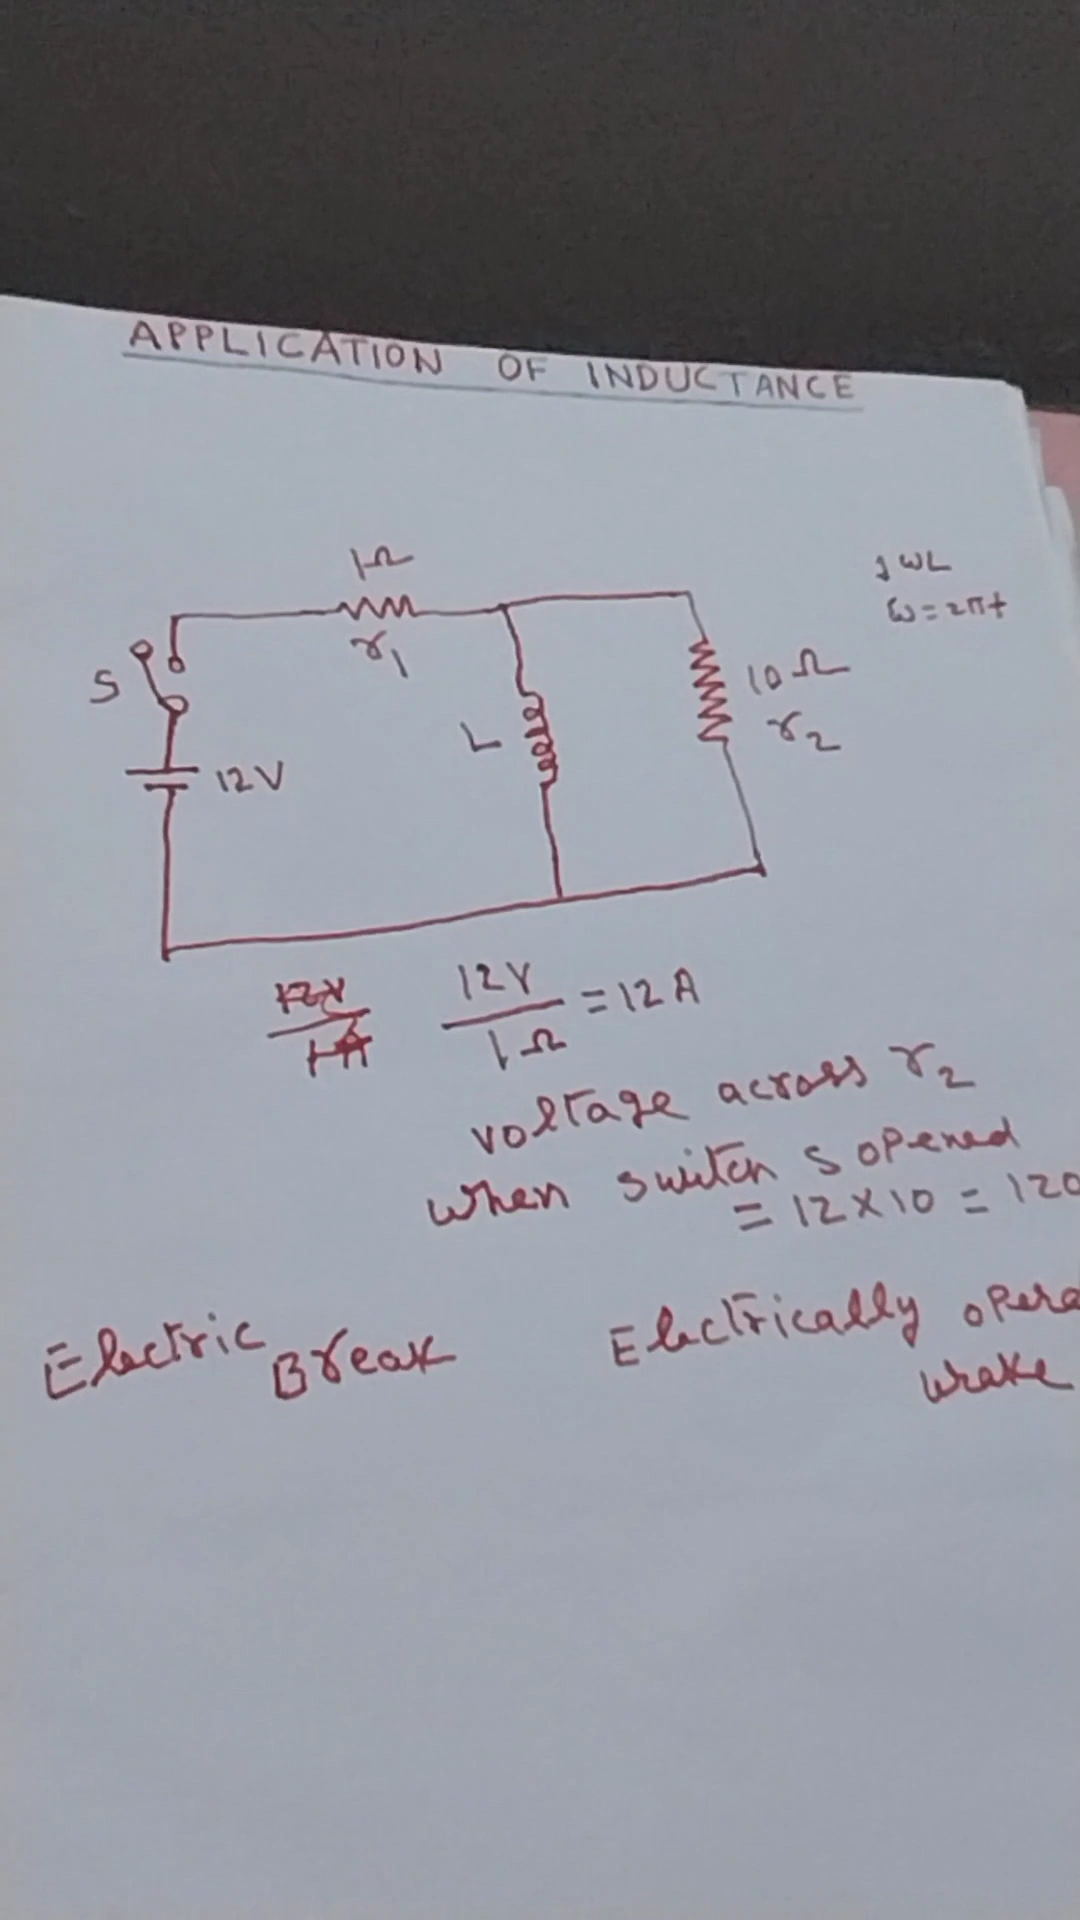 APPLICATION OF INDUCTANCE
1Ω
r1
S
12V
L
10Ω
r2
jωL
ω=2πf
12V
1Ω
=12A
voltage across r2
when switch S opened
= 12×10 = 120
Electric Break
Electrically opera